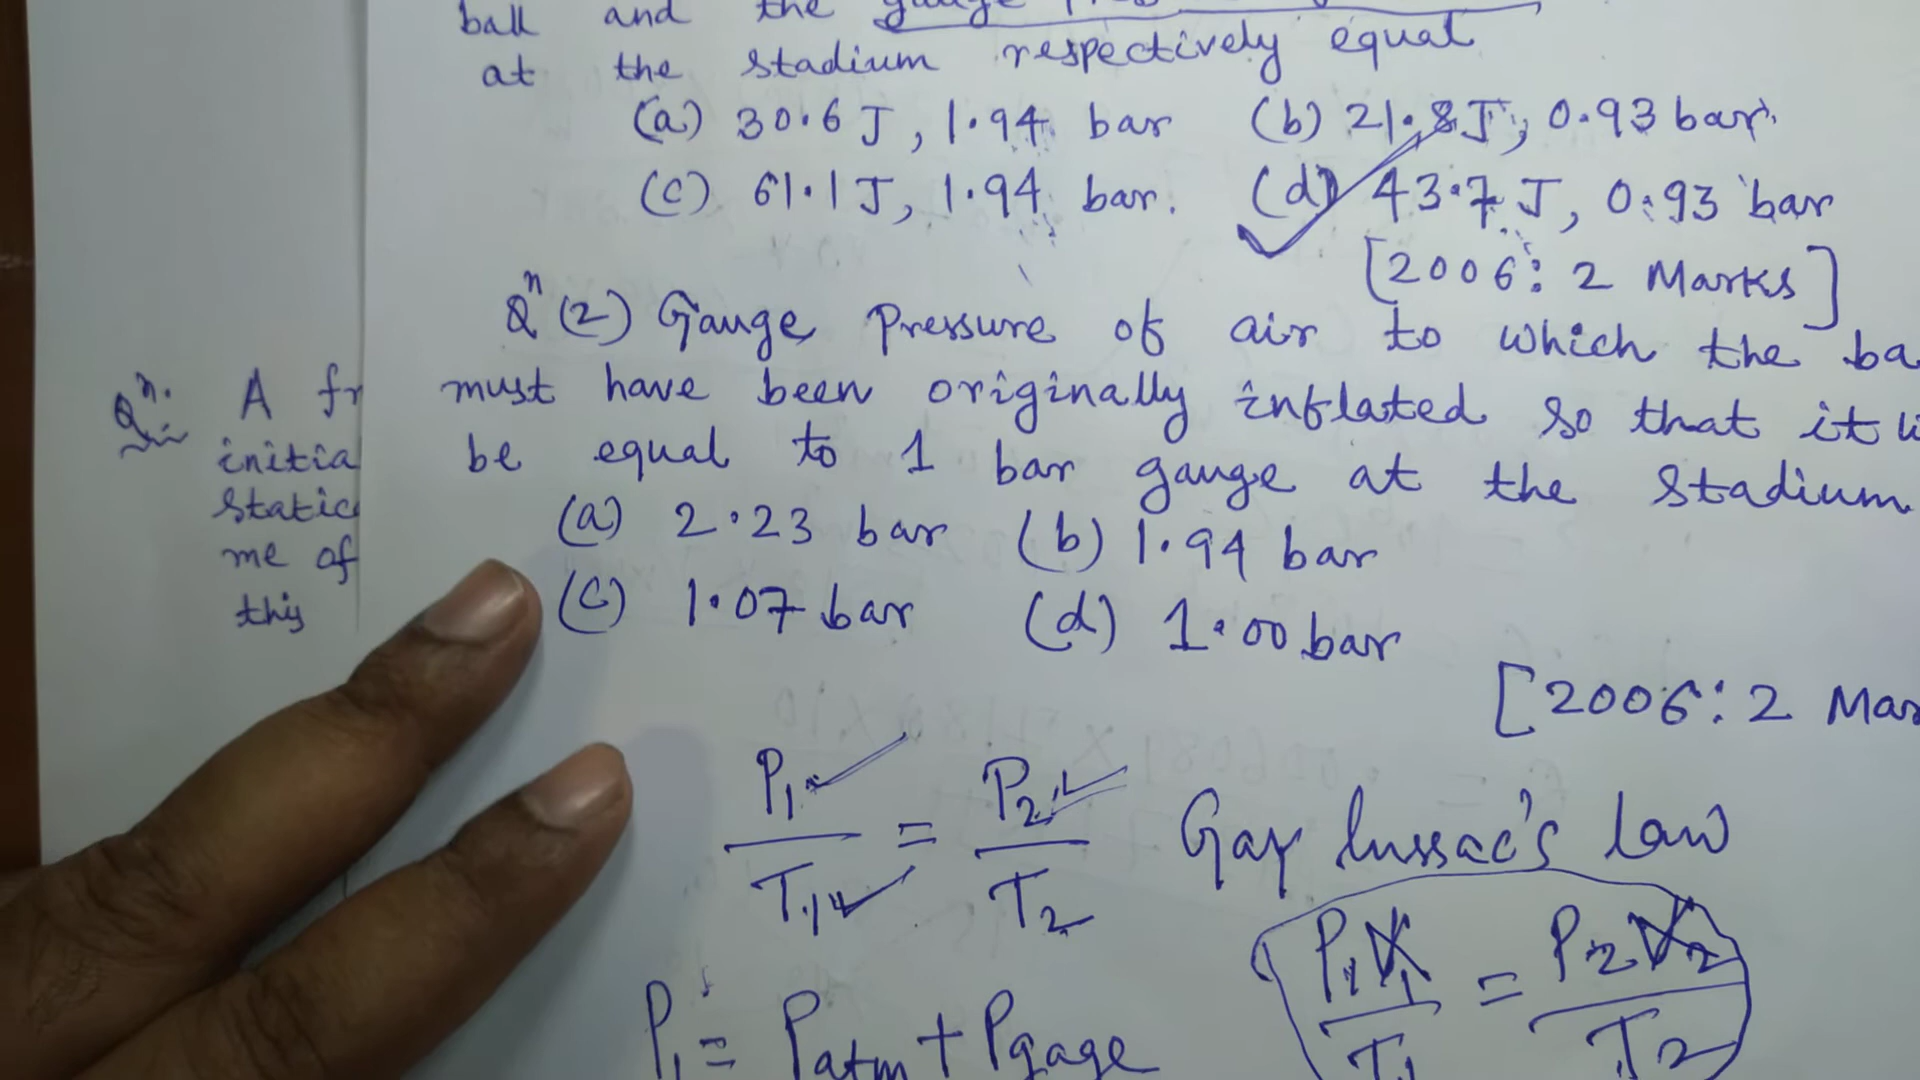 ball and the gauge
at the stadium respectively equal
(a) 30.6 J, 1.94 bar (b) 21.8 J, 0.93 bar.
(c) 61.1 J, 1.94 bar. (d) 43.7 J, 0.93 bar
[2006: 2 Marks]
Qn (2) Gauge Pressure of air to which the ba
must have been originally inflated so that it w
be equal to 1 bar gauge at the stadium.
(a) 2.23 bar (b) 1.94 bar
(c) 1.07 bar (d) 1.00 bar
[2006: 2 Mar
Qn. A fr
initia
static
me of
this
P1/T1 = P2/T2 Gay lussac's law
P1V1/T1 = P2V2/T2
P1 = Patm + Pgage